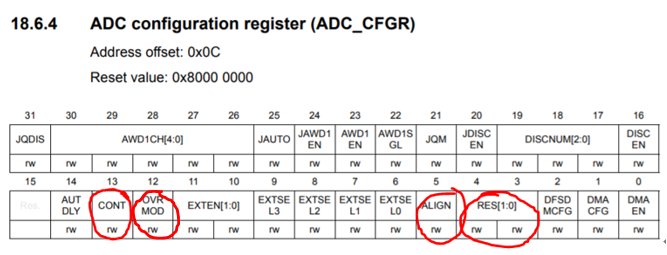 18.6.4 ADC configuration register (ADC_CFGR)
Address offset: 0x0C
Reset value: 0x8000 0000
31 30 29 28 27 26 25 24 23 22 21 20 19 18 17 16
JQDIS AWD1CH[4:0] JAUTO JAWD1 EN AWD1 EN AWD1S GL JQM JDISC EN DISCNUM[2:0] DISC EN
rw rw rw rw rw rw rw rw rw rw rw rw rw rw rw rw
15 14 13 12 11 10 9 8 7 6 5 4 3 2 1 0
Res. AUT DLY CONT OVR MOD EXTEN[1:0] EXTSE L3 EXTSE L2 EXTSE L1 EXTSE L0 ALIGN RES[1:0] DFSD MCFG DMA CFG DMA EN
rw rw rw rw rw rw rw rw rw rw rw rw rw rw rw